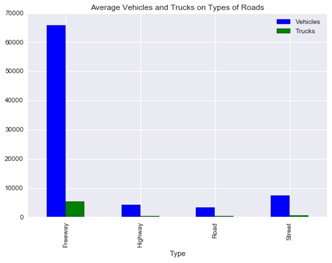 Average Vehicles and Trucks on Types of Roads
70000
60000
50000
40000
30000
20000
10000
0
Vehicles
Trucks
Freeway
Highway
Road
Street
Type